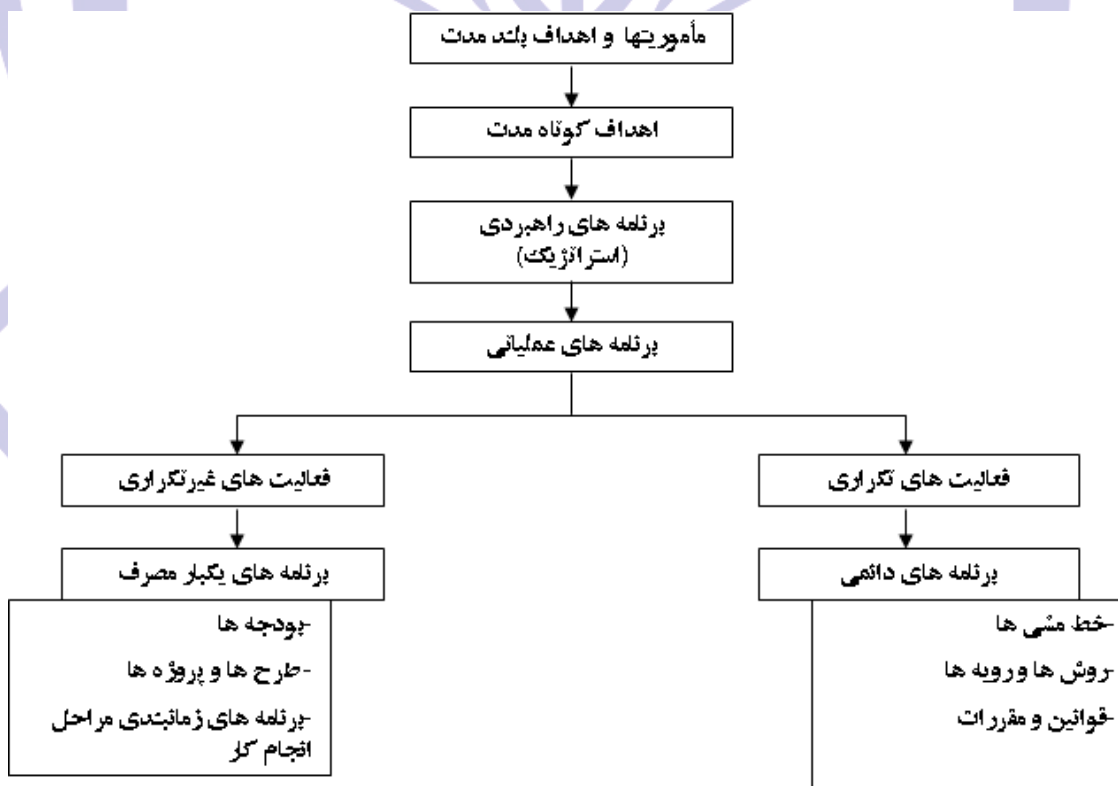 مأموریتها و اهداف بلند مدت
اهداف کوتاه مدت
برنامه های راهبردی
(استراتژیک)
برنامه های عملیاتی
فعالیت های تکراری
فعالیت های غیرتکراری
برنامه های دائمی
برنامه های یکبار مصرف
-خط مشی ها
-روش ها و رویه ها
-قوانین و مقررات
-بودجه ها
-طرح ها و پروژه ها
-برنامه های زمانبندی مراحل
انجام کار